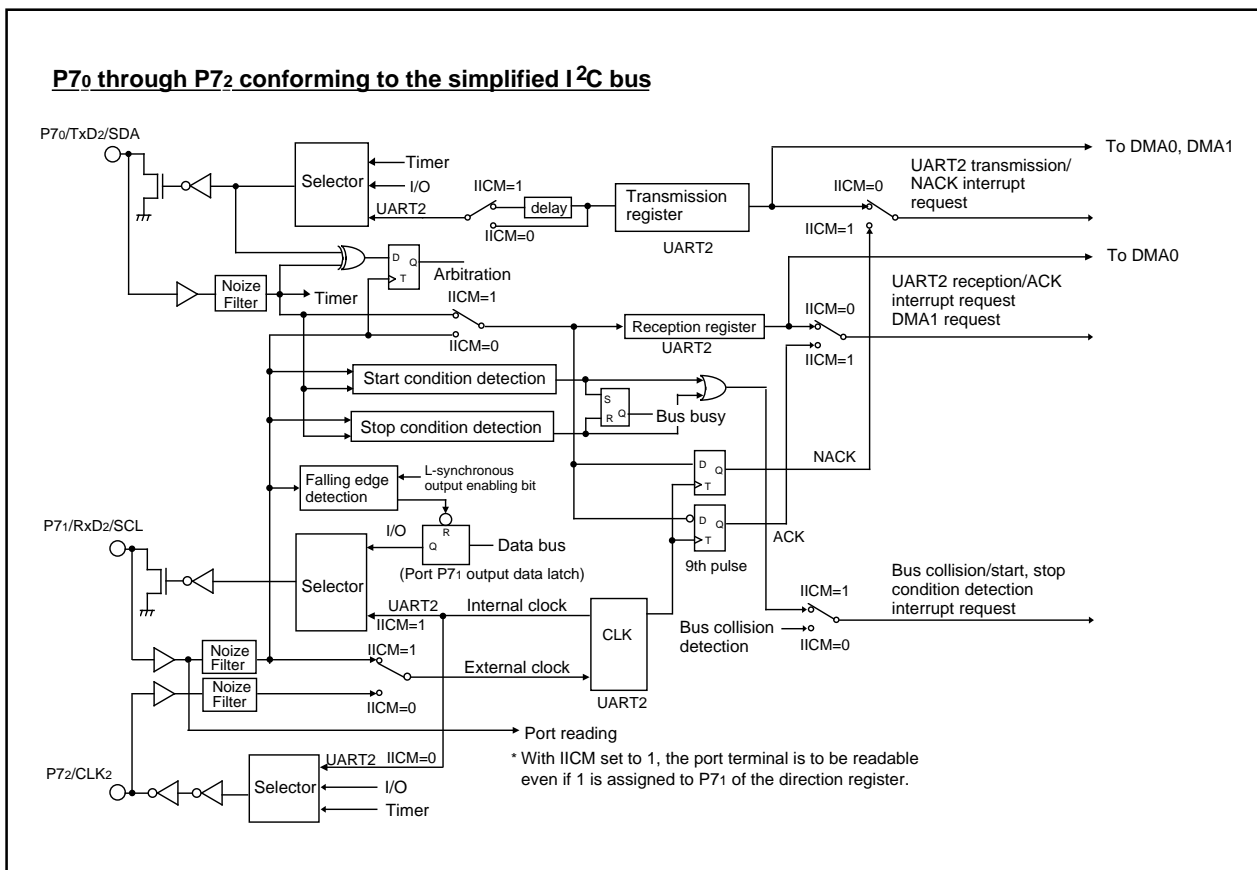 P70 through P72 conforming to the simplified I2C bus
P70/TxD2/SDA
Selector
Timer
I/O
UART2
IICM=1
delay
IICM=0
Transmission
register
UART2
To DMA0, DMA1
IICM=0
UART2 transmission/
NACK interrupt
request
IICM=1
D
Q
T
Arbitration
Noize
Filter
Timer
To DMA0
IICM=1
IICM=0
Reception register
UART2
UART2 reception/ACK
interrupt request
DMA1 request
IICM=0
IICM=1
Start condition detection
S
R
Q
Bus busy
Stop condition detection
D
Q
T
NACK
Falling edge
detection
L-synchronous
output enabling bit
P71/RxD2/SCL
I/O
R
Q
Data bus
(Port P71 output data latch)
D
Q
T
ACK
9th pulse
Selector
UART2
IICM=1
Internal clock
CLK
UART2
Bus collision/start, stop
condition detection
interrupt request
IICM=1
Bus collision
detection
IICM=0
Noize
Filter
IICM=1
External clock
Noize
Filter
IICM=0
Port reading
* With IICM set to 1, the port terminal is to be readable
even if 1 is assigned to P71 of the direction register.
P72/CLK2
Selector
UART2
IICM=0
I/O
Timer